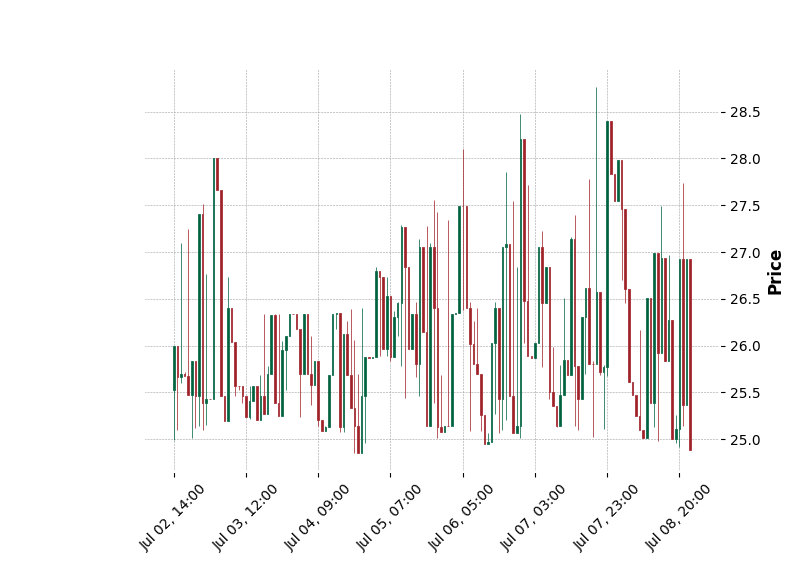 28.5
28.0
27.5
27.0
26.5
26.0
25.5
25.0
Price
Jul 02, 14:00
Jul 03, 12:00
Jul 04, 09:00
Jul 05, 07:00
Jul 06, 05:00
Jul 07, 03:00
Jul 07, 23:00
Jul 08, 20:00